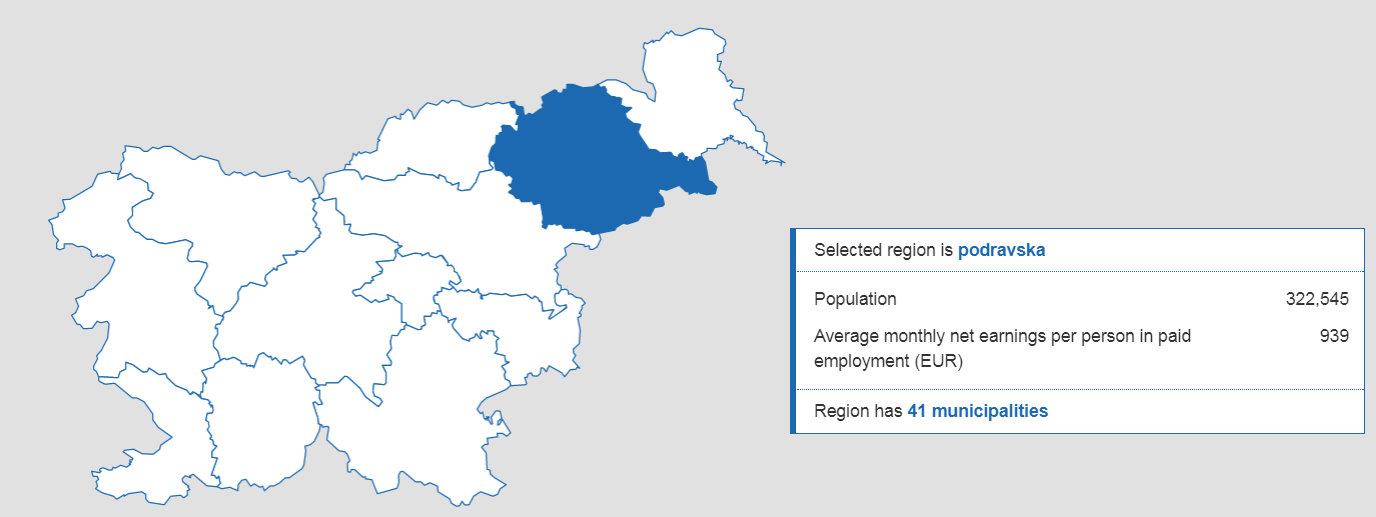 Selected region is podravska
Population 322,545
Average monthly net earnings per person in paid 939
employment (EUR)
Region has 41 municipalities